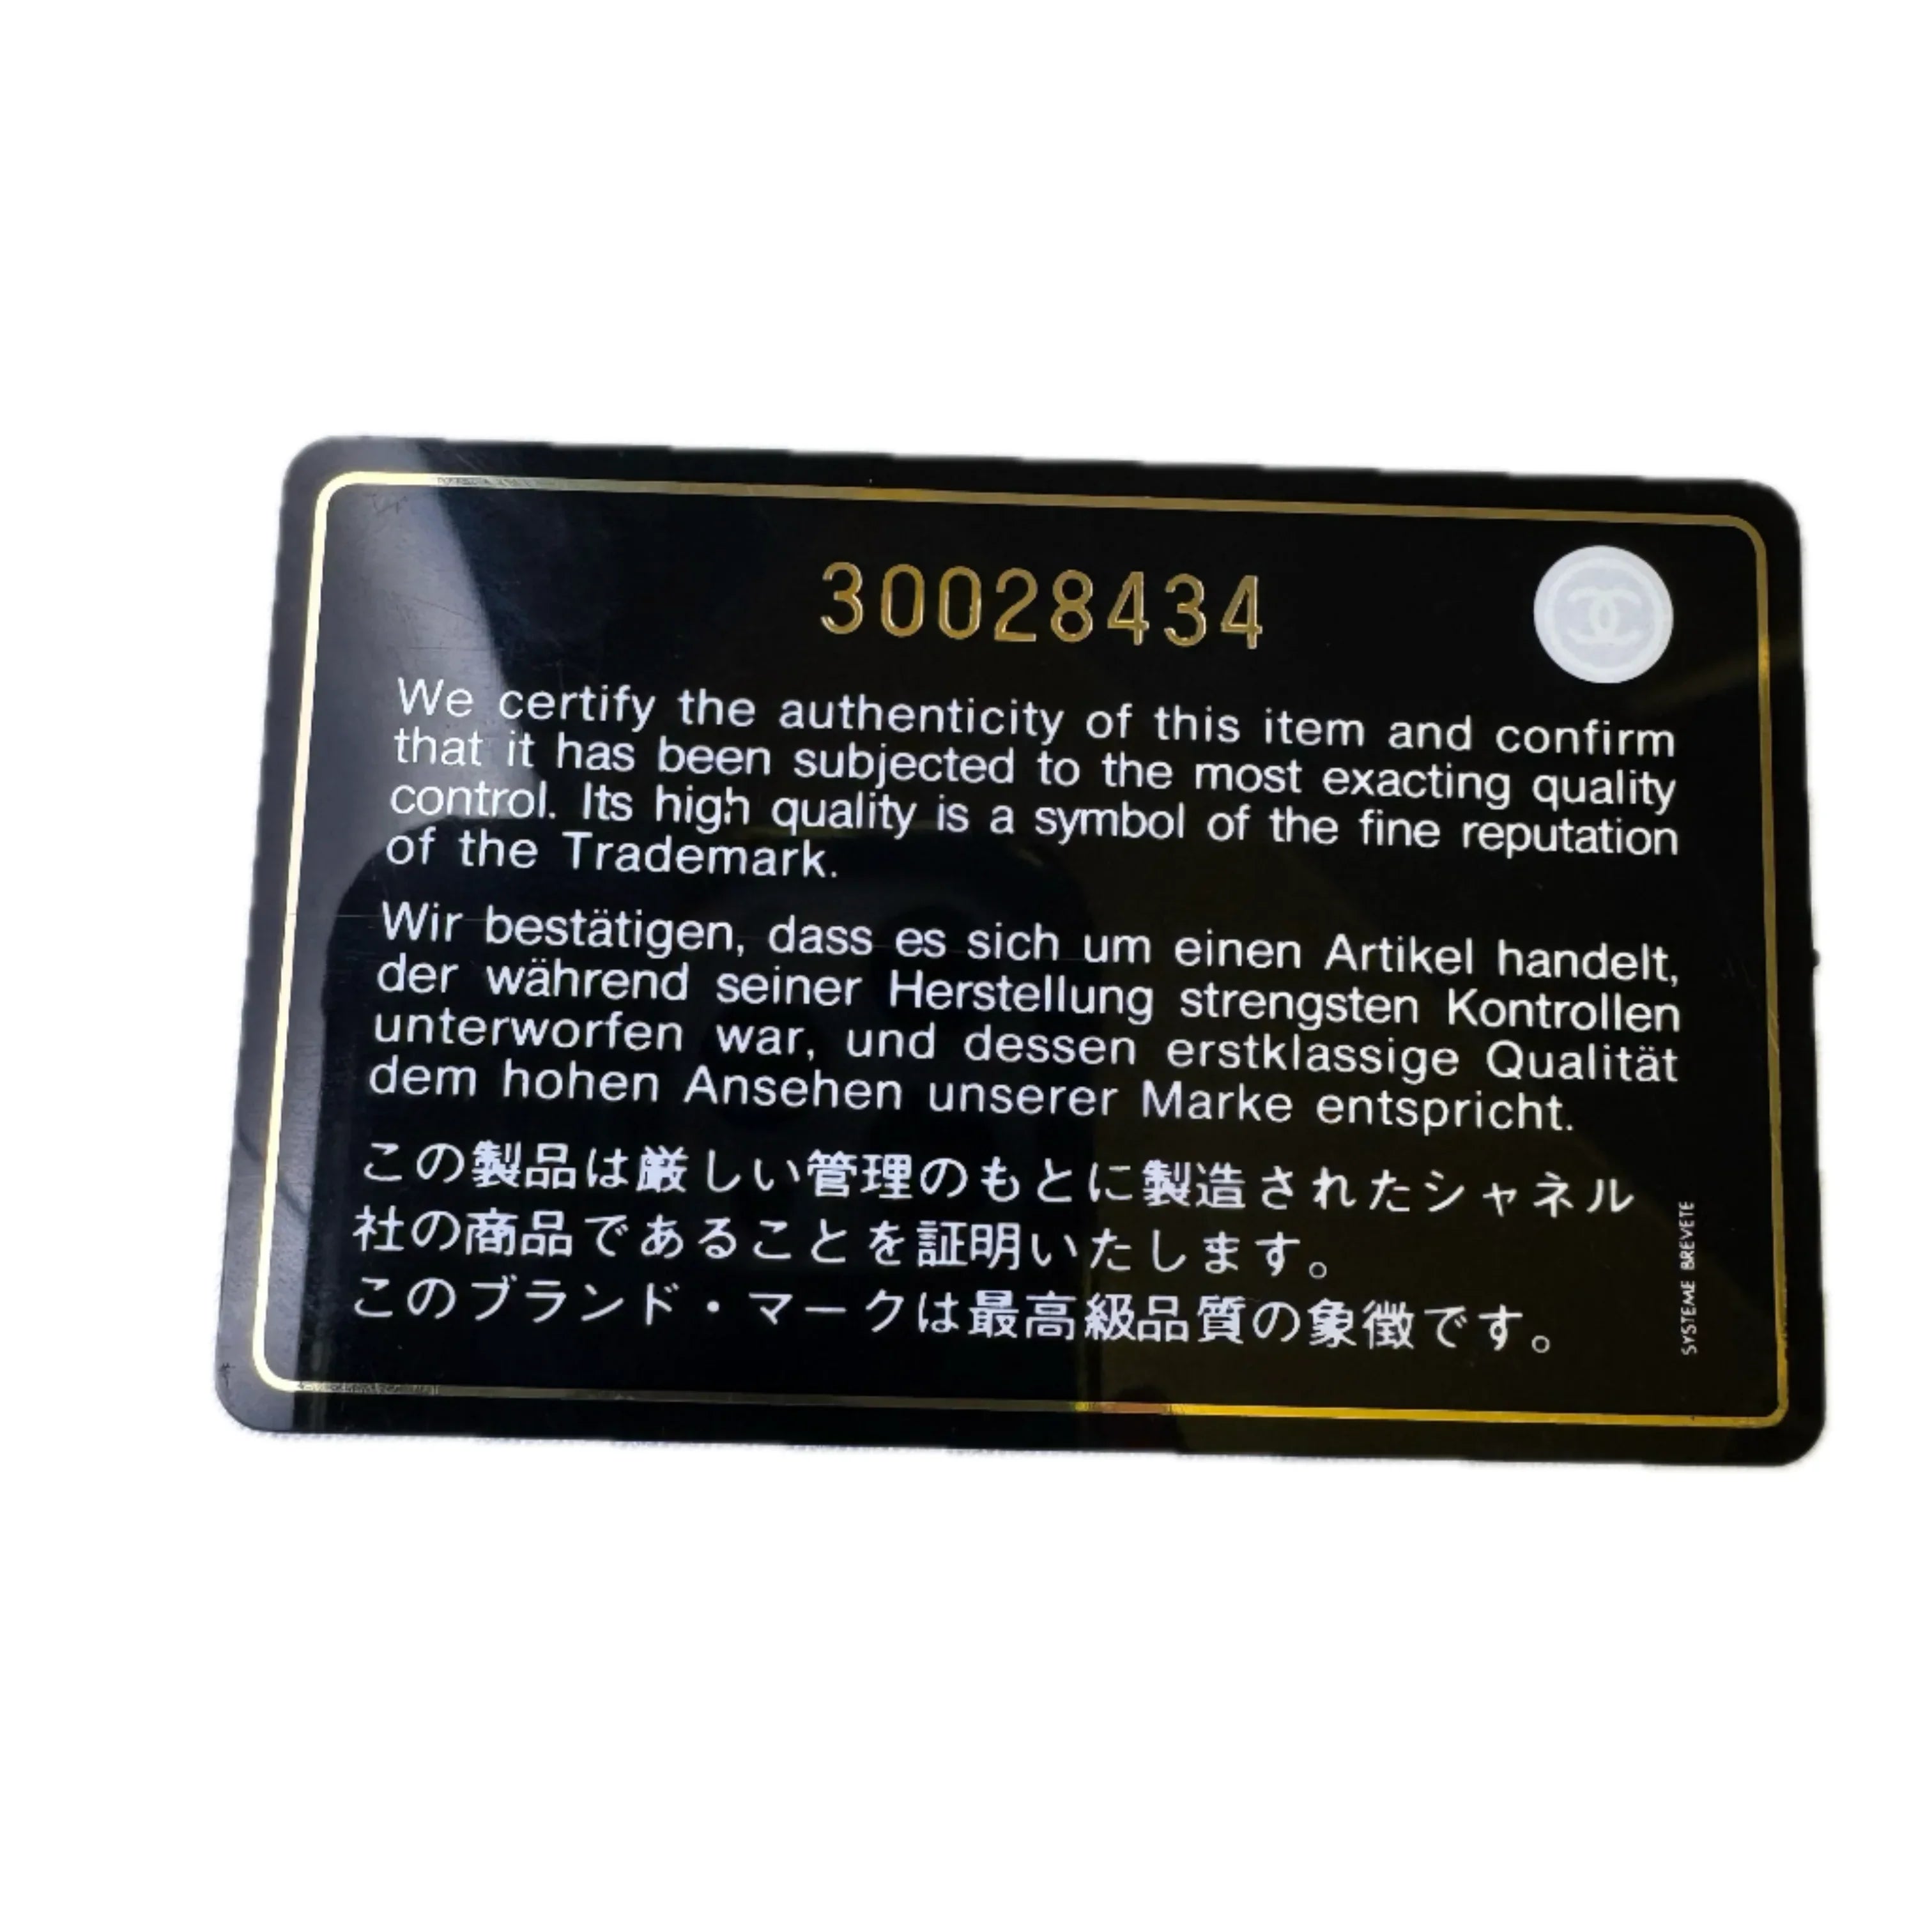 30028434
We certify the authenticity of this item and confirm
that it has been subjected to the most exacting quality
control. Its high quality is a symbol of the fine reputation
of the Trademark.
Wir bestätigen, dass es sich um einen Artikel handelt,
der während seiner Herstellung strengsten Kontrollen
unterworfen war, und dessen erstklassige Qualität
dem hohen Ansehen unserer Marke entspricht.
この製品は厳しい管理のもとに製造されたシャネル
社の商品であることを証明いたします。
このブランド・マークは最高級品質の象徴です。
SYSTEME BREVETE